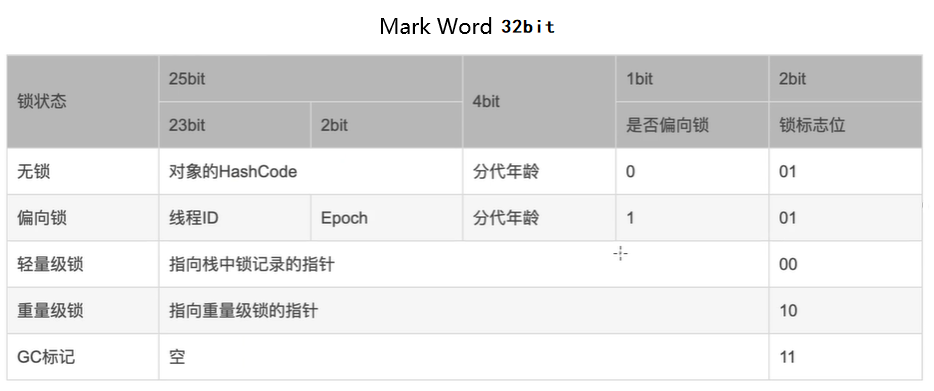 Mark Word 32bit
锁状态 25bit 4bit 1bit 2bit
23bit 2bit 是否偏向锁 锁标志位
无锁 对象的HashCode 分代年龄 0 01
偏向锁 线程ID Epoch 分代年龄 1 01
轻量级锁 指向栈中锁记录的指针 00
重量级锁 指向重量级锁的指针 10
GC标记 空 11